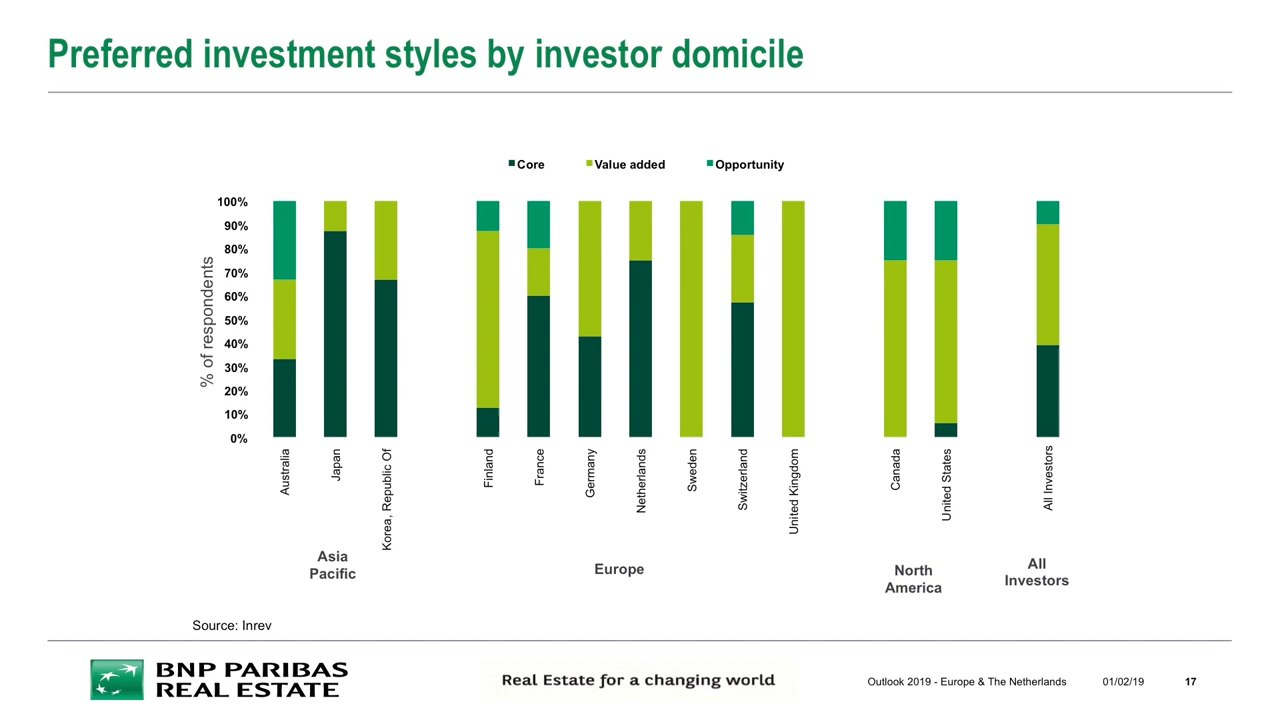 Preferred investment styles by investor domicile
Core Value added Opportunity
% of respondents
100%
90%
80%
70%
60%
50%
40%
30%
20%
10%
0%
Australia
Japan
Korea, Republic Of
Finland
France
Germany
Netherlands
Sweden
Switzerland
United Kingdom
Canada
United States
All Investors
Asia
Pacific
Europe
North
America
All
Investors
Source: Inrev
BNP PARIBAS
REAL ESTATE
Real Estate for a changing world
Outlook 2019 - Europe & The Netherlands 01/02/19 17